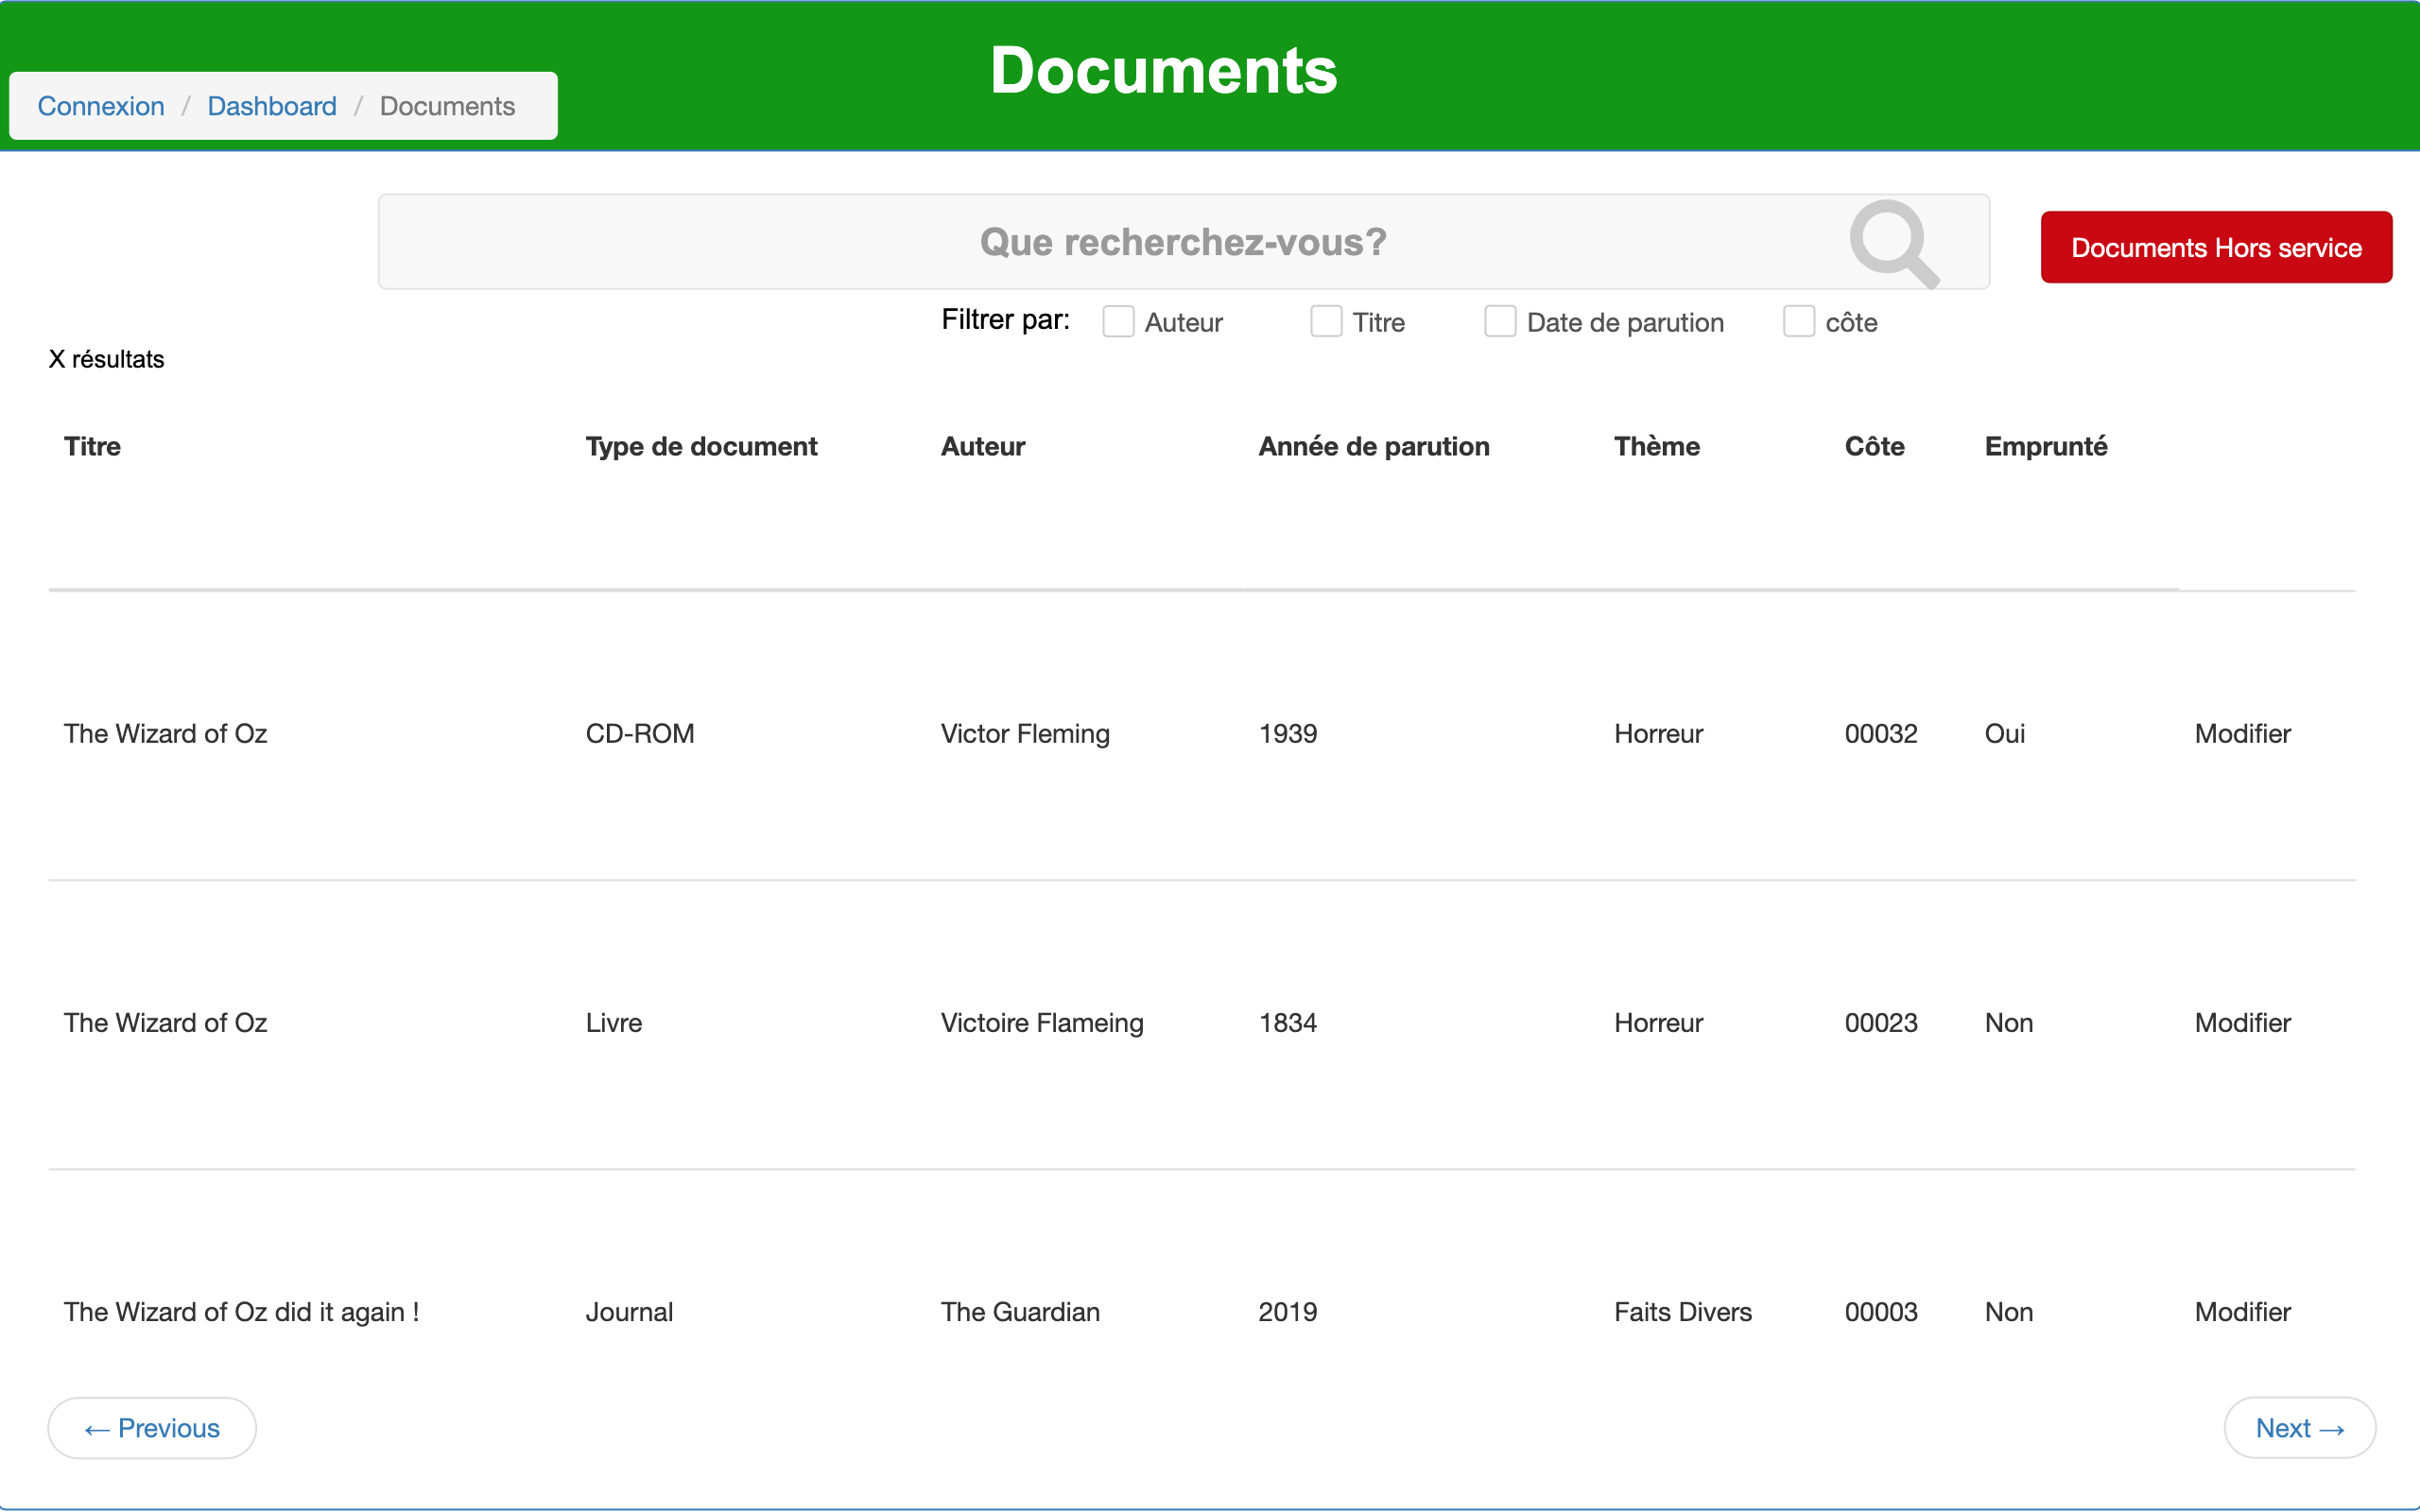 Documents
Connexion / Dashboard / Documents
Que recherchez-vous?
Documents Hors service
Filtrer par: Auteur Titre Date de parution côte
X résultats
Titre Type de document Auteur Année de parution Thème Côte Emprunté
The Wizard of Oz CD-ROM Victor Fleming 1939 Horreur 00032 Oui Modifier
The Wizard of Oz Livre Victoire Flameing 1834 Horreur 00023 Non Modifier
The Wizard of Oz did it again ! Journal The Guardian 2019 Faits Divers 00003 Non Modifier
← Previous Next →